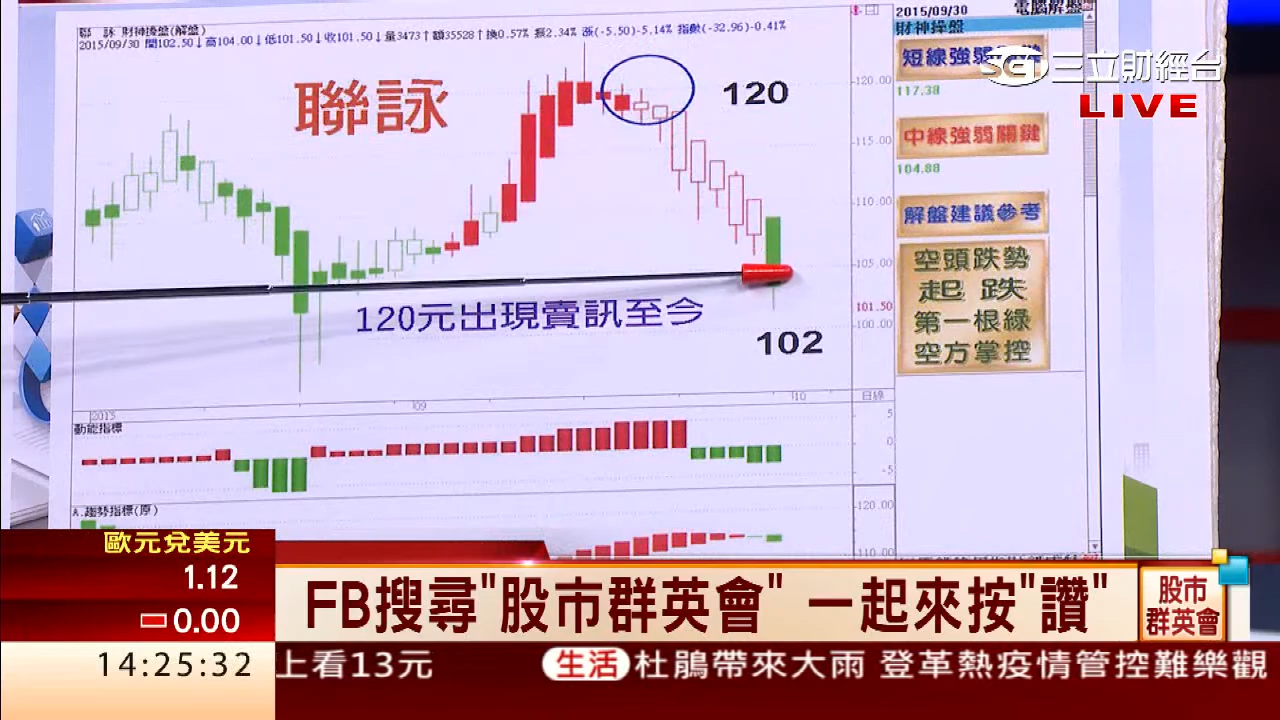 聯 詠 財神操盤(解盤)
2015/09/30 開102.50↓高104.00↓低101.50↓收101.50↓量3473↑額35528↑換0.57%↑振2.34%↓漲(-5.50)-5.14% 指數(-32.96)-0.41%
聯詠
120
120元出現賣訊至今
102
2015
09
10
日線
120.00
115.00
110.00
105.00
101.50
100.00
動能指標
5
0
-5
A.趨勢指標(原)
120.00
110.00
2015/09/30 電腦解盤
財神操盤
短線強弱
117.38
中線強弱關鍵
104.88
解盤建議參考
空頭跌勢
起 跌
第一根綠
空方掌控
SET 三立財經台
LIVE
歐元兌美元
1.12
0.00
14:25:32
FB搜尋"股市群英會" 一起來按"讚"
股市
群英會
上看13元 生活 杜鵑帶來大雨 登革熱疫情管控難樂觀